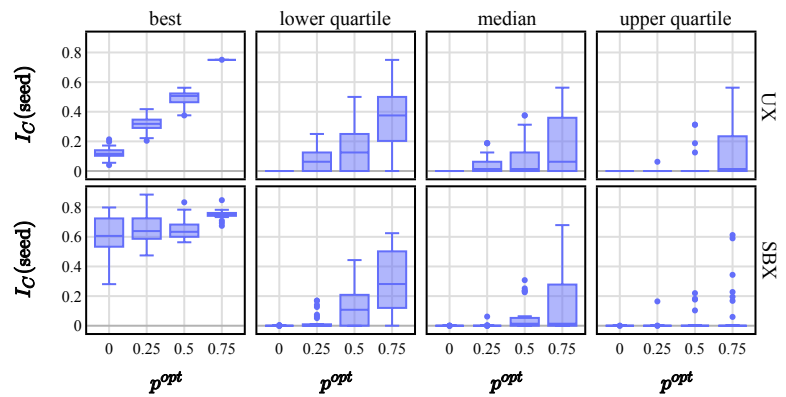 best lower quartile median upper quartile
0.8
0.6
0.4
0.2
0
I_C(seed)
UX
0.8
0.6
0.4
0.2
0
I_C(seed)
SBX
0 0.25 0.5 0.75 0 0.25 0.5 0.75 0 0.25 0.5 0.75 0 0.25 0.5 0.75
p^opt p^opt p^opt p^opt